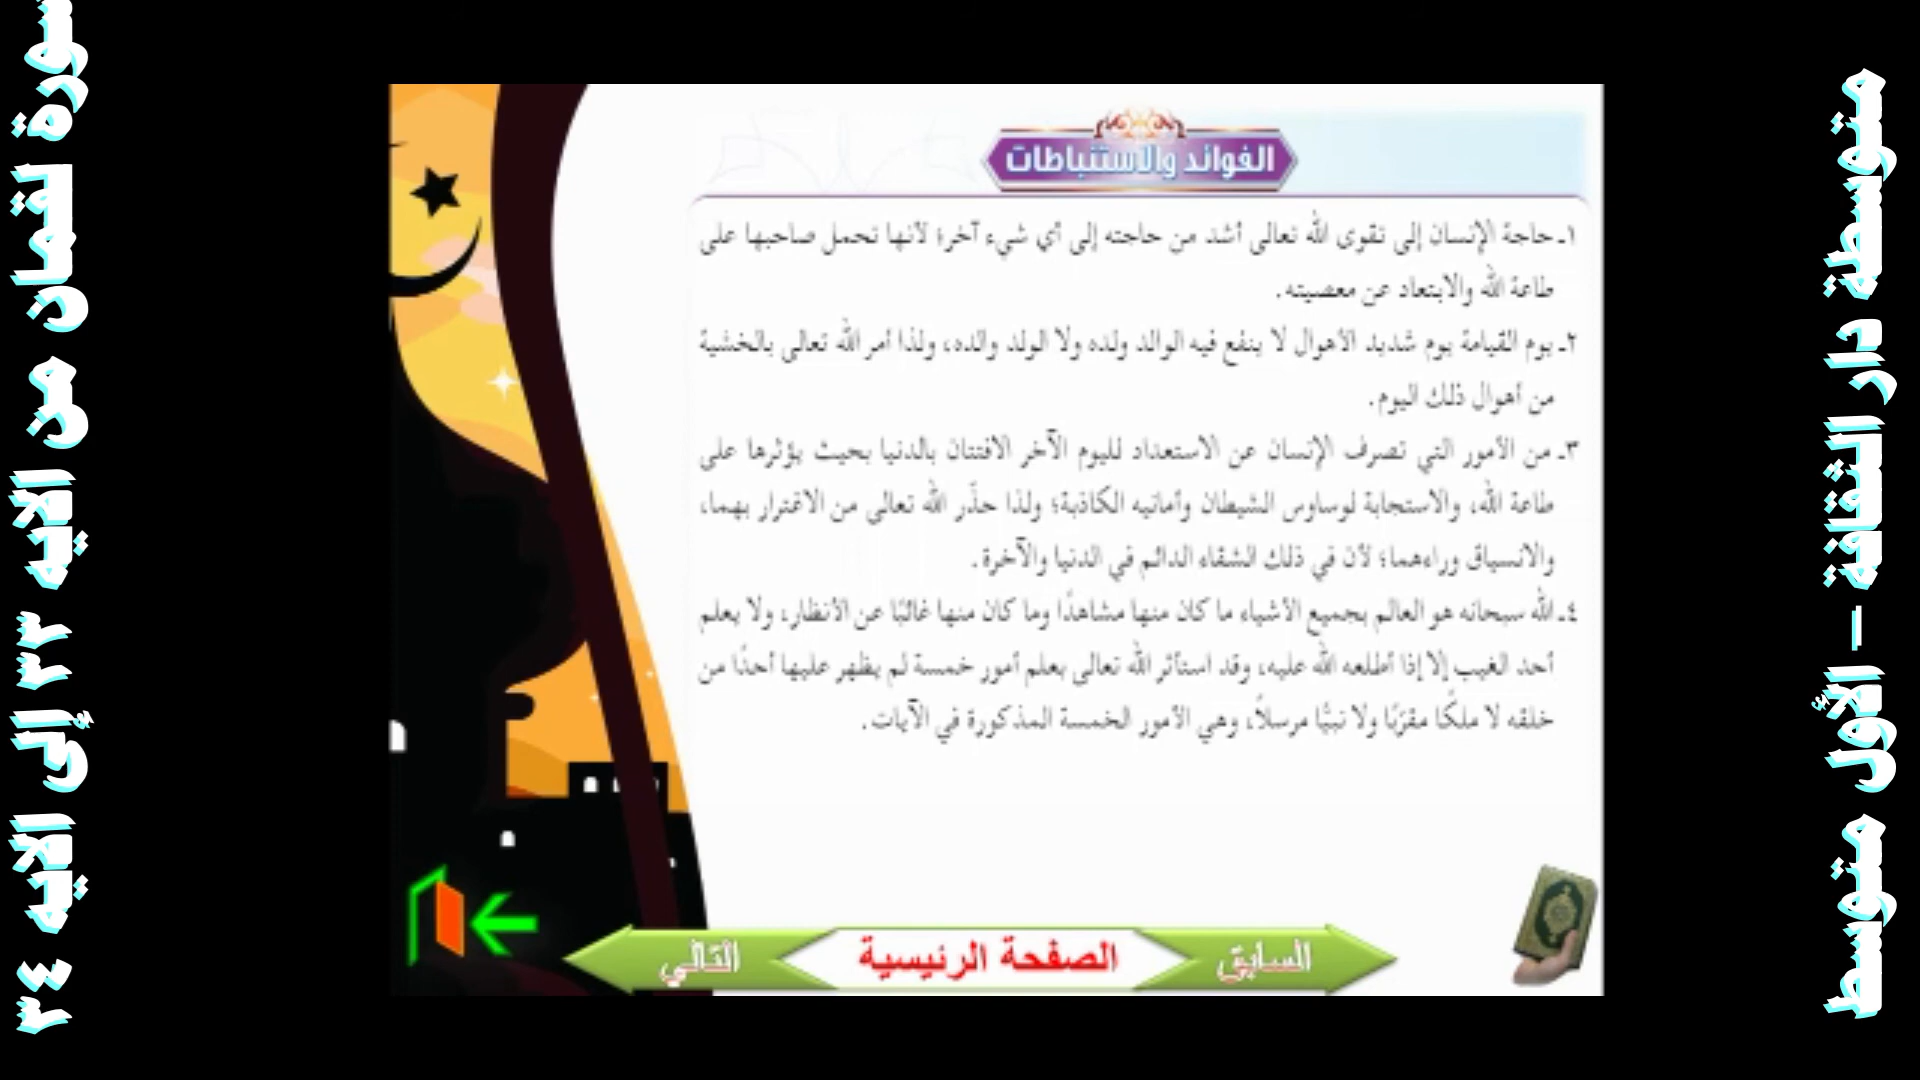 متوسطة دار الثقافة – الأول متوسط
سورة لقمان من الايه ٣٣ إلى الايه ٣٤
الفوائد والاستنباطات
١ـ حاجة الإنسان إلى تقوى الله تعالى أشد من حاجته إلى أي شيء آخر؛ لأنها تحمل صاحبها على
طاعة الله والابتعاد عن معصيته.
٢ـ يوم القيامة يوم شديد الأهوال لا ينفع فيه الوالد ولده ولا الولد والده، ولذا أمر الله تعالى بالخشية
من أهوال ذلك اليوم.
٣ـ من الأمور التي تصرف الإنسان عن الاستعداد لليوم الآخر الافتتان بالدنيا بحيث يؤثرها على
طاعة الله، والاستجابة لوساوس الشيطان وأمانيه الكاذبة؛ ولذا حذّر الله تعالى من الاغترار بهما،
والانسياق وراءهما؛ لأن في ذلك الشقاء الدائم في الدنيا والآخرة.
٤ـ الله سبحانه هو العالم بجميع الأشياء ما كان منها مشاهدًا وما كان منها غائبًا عن الأنظار، ولا يعلم
أحد الغيب إلا إذا أطلعه الله عليه، وقد استأثر الله تعالى بعلم أمور خمسة لم يظهر عليها أحدًا من
خلقه لا ملكًا مقرّبًا ولا نبيًّا مرسلاً، وهي الأمور الخمسة المذكورة في الآيات.
السابق
الصفحة الرئيسية
التالي